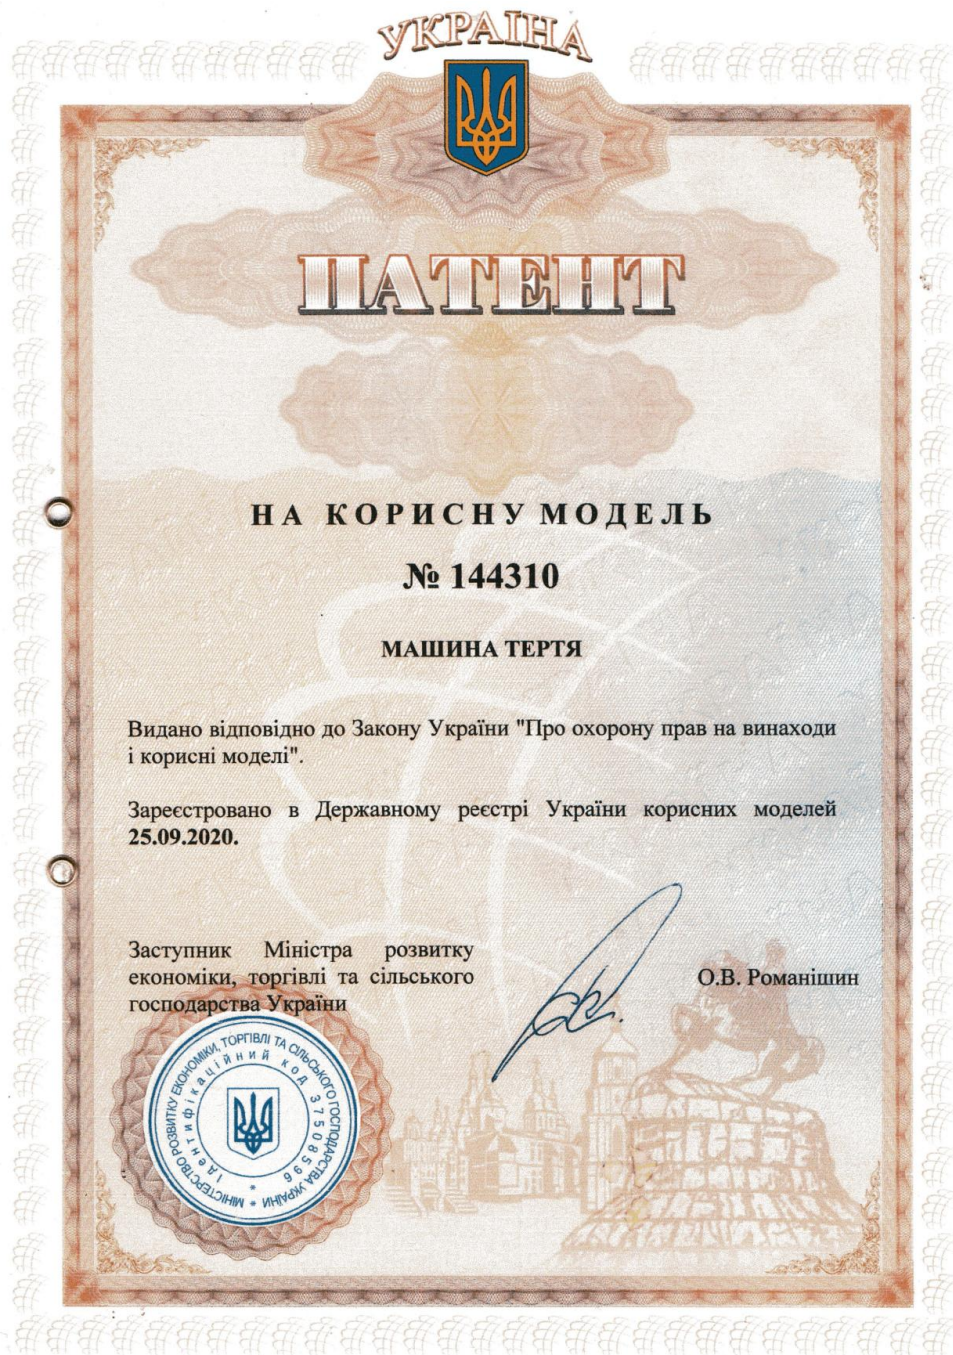 УКРАЇНА
ПАТЕНТ
НА КОРИСНУ МОДЕЛЬ
№ 144310
МАШИНА ТЕРТЯ
Видано відповідно до Закону України "Про охорону прав на винаходи
і корисні моделі".
Зареєстровано в Державному реєстрі України корисних моделей
25.09.2020.
Заступник Міністра розвитку
економіки, торгівлі та сільського
господарства України
О.В. Романішин
МІНІСТЕРСТВО РОЗВИТКУ ЕКОНОМІКИ, ТОРГІВЛІ ТА СІЛЬСЬКОГО ГОСПОДАРСТВА УКРАЇНИ *
Ідентифікаційний код 37508596 *